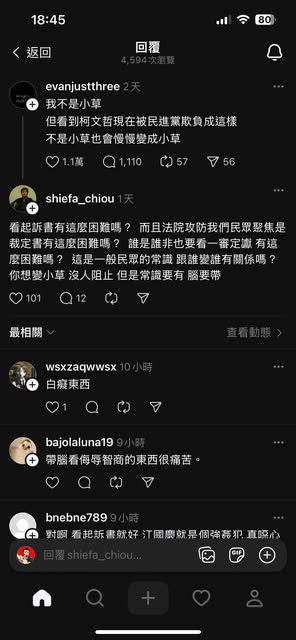 18:45
80
返回
回覆
4,594次瀏覽
evanjustthree 2天
我不是小草
但看到柯文哲現在被民進黨欺負成這樣
不是小草也會慢慢變成小草
1.1萬 1,110 57 56
shiefa_chiou 1天
看起訴書有這麼困難嗎？ 而且法院攻防我們民眾聚焦是
裁定書有這麼困難嗎？ 誰是誰非也要看一審定讞 有這
麼困難嗎？ 這是一般民眾的常識 跟誰變誰有關係嗎？
你想變小草 沒人阻止 但是常識要有 腦要帶
101 12
最相關 查看動態
wsxzaqwwsx 10小時
白癡東西
1
bajolaluna19 9小時
帶腦看侮辱智商的東西很痛苦。
bnebne789 9小時
對啊 看起訴書就好 江國慶就是個強姦犯 真噁心
回覆 shiefa_chiou...
GIF